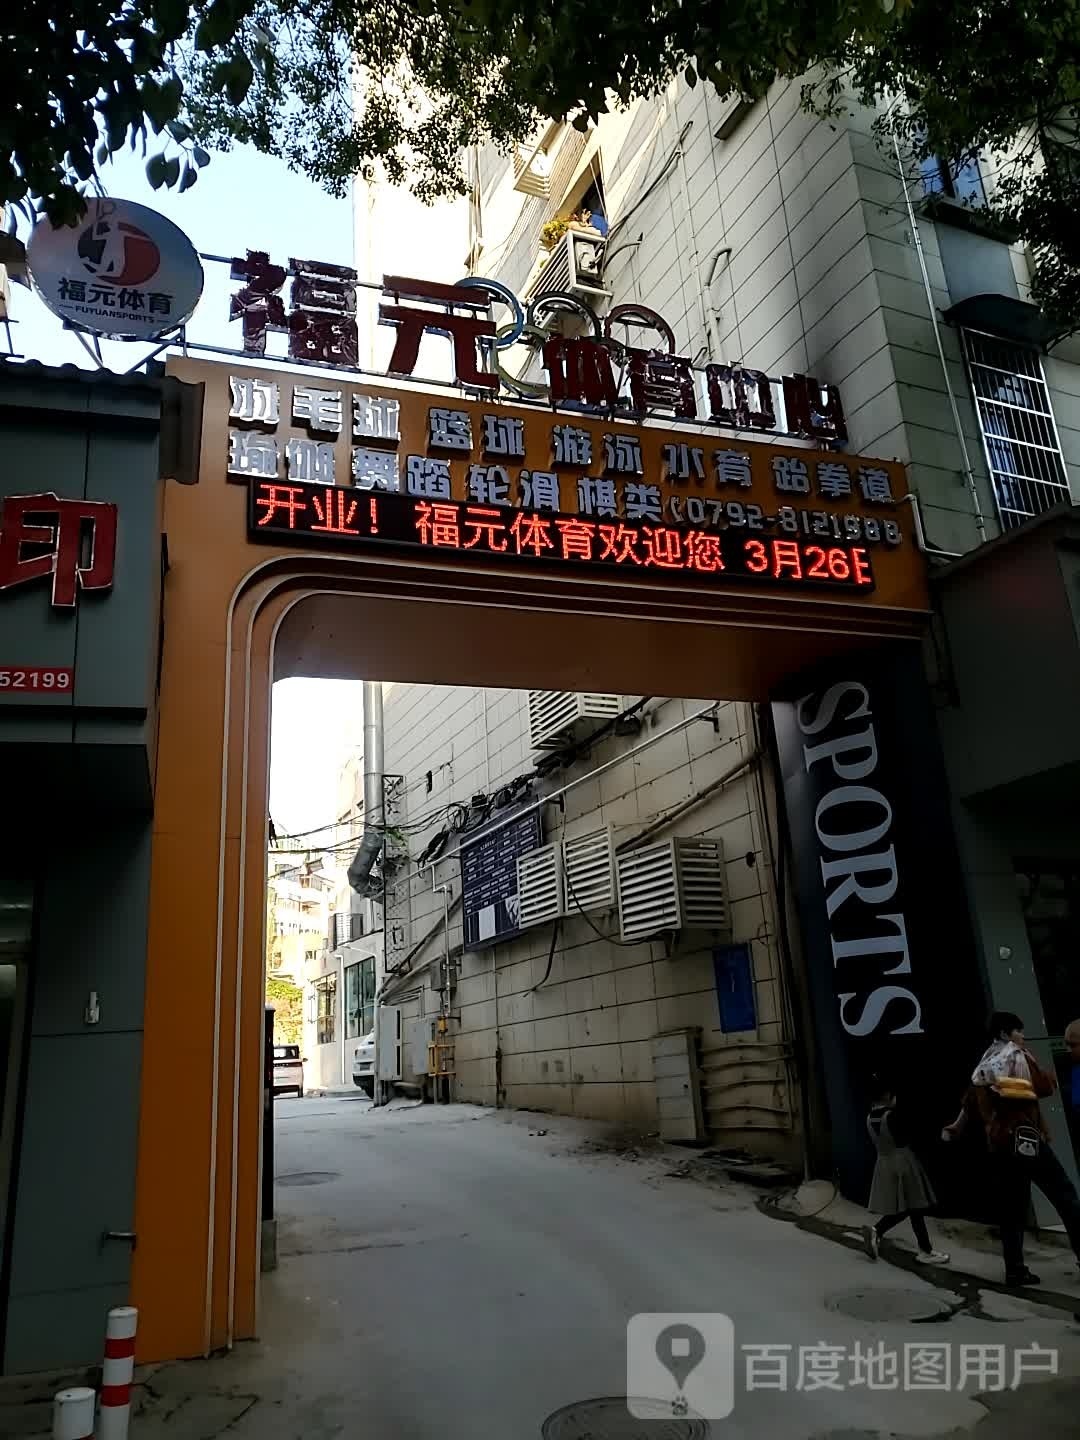 福元体育
FUYUANSPORTS
福元体育中心
羽毛球 篮球 游泳 水育 跆拳道
瑜伽 舞蹈 轮滑 棋类 (0792-8121988
开业！ 福元体育欢迎您 3月26日
印
52199
SPORTS
百度地图用户